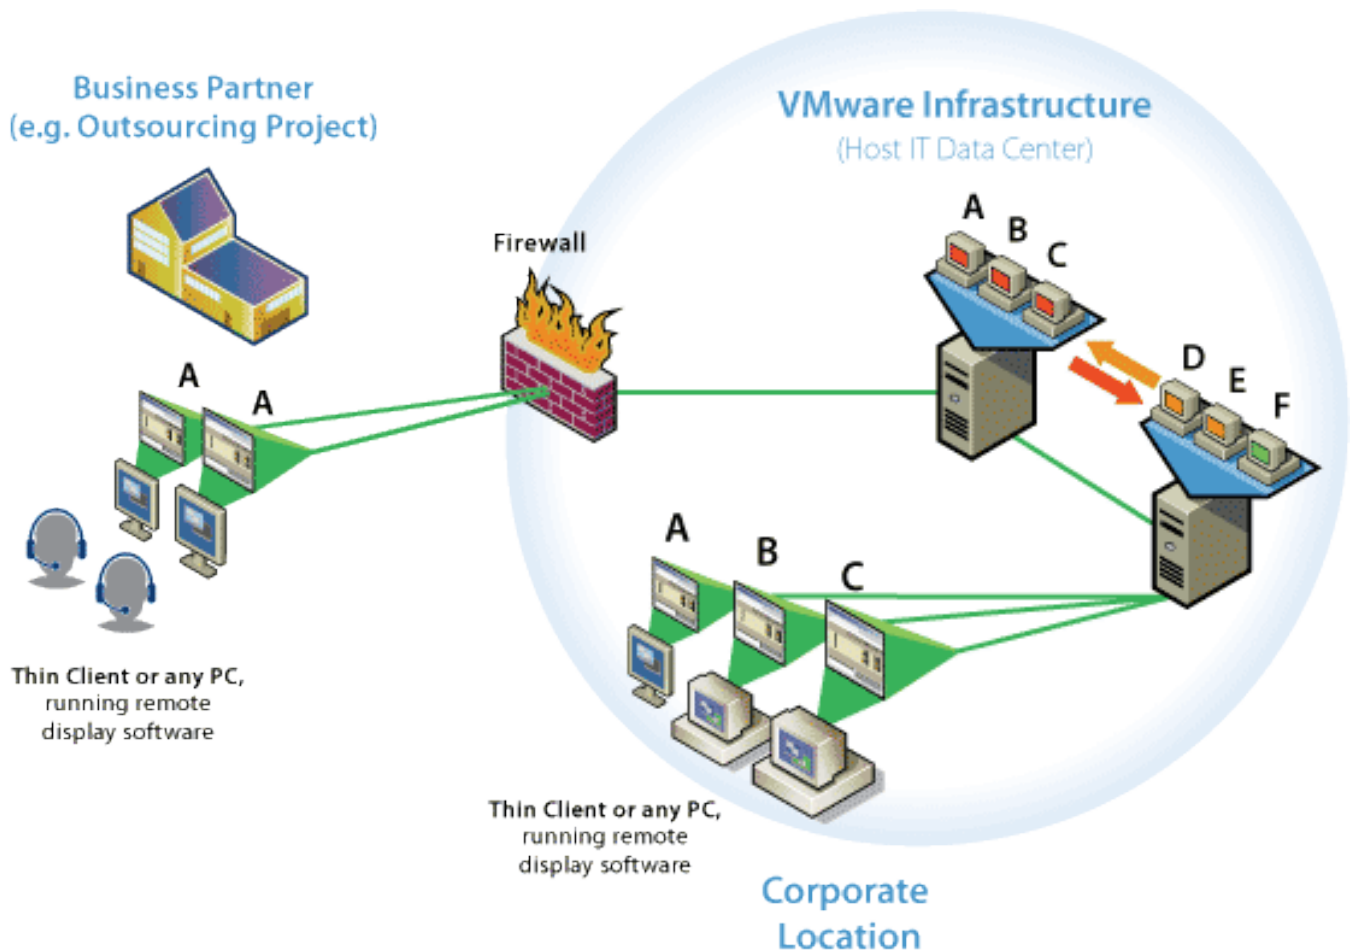 Business Partner
(e.g. Outsourcing Project)
VMware Infrastructure
(Host IT Data Center)
Firewall
A
B
C
D
E
F
A
A
A
B
C
Thin Client or any PC,
running remote
display software
Thin Client or any PC,
running remote
display software
Corporate
Location